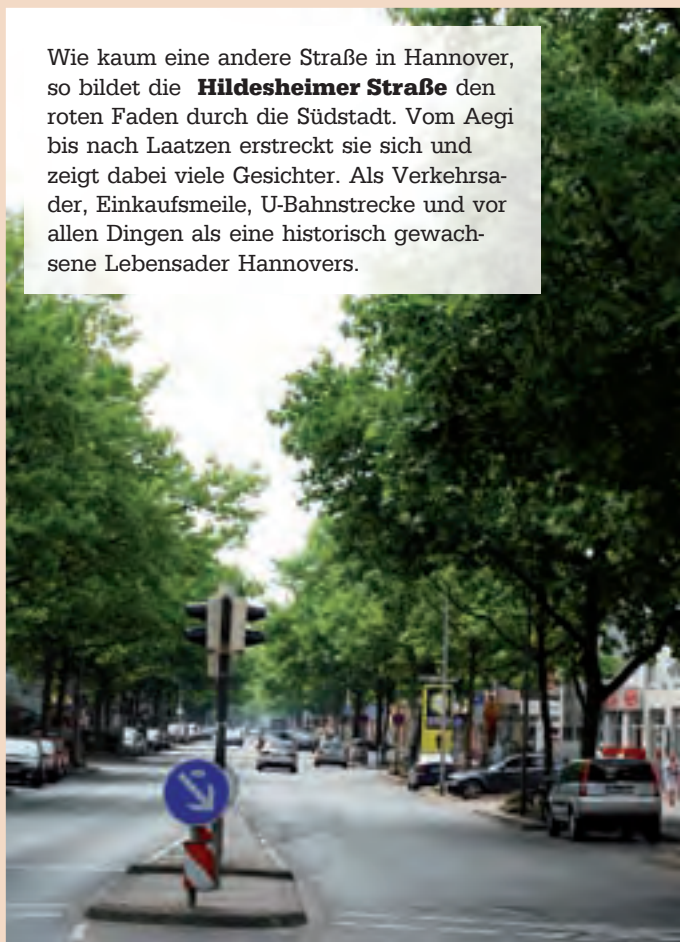 Wie kaum eine andere Straße in Hannover,
so bildet die Hildesheimer Straße den
roten Faden durch die Südstadt. Vom Aegi
bis nach Laatzen erstreckt sie sich und
zeigt dabei viele Gesichter. Als Verkehrsa-
der, Einkaufsmeile, U-Bahnstrecke und vor
allen Dingen als eine historisch gewach-
sene Lebensader Hannovers.